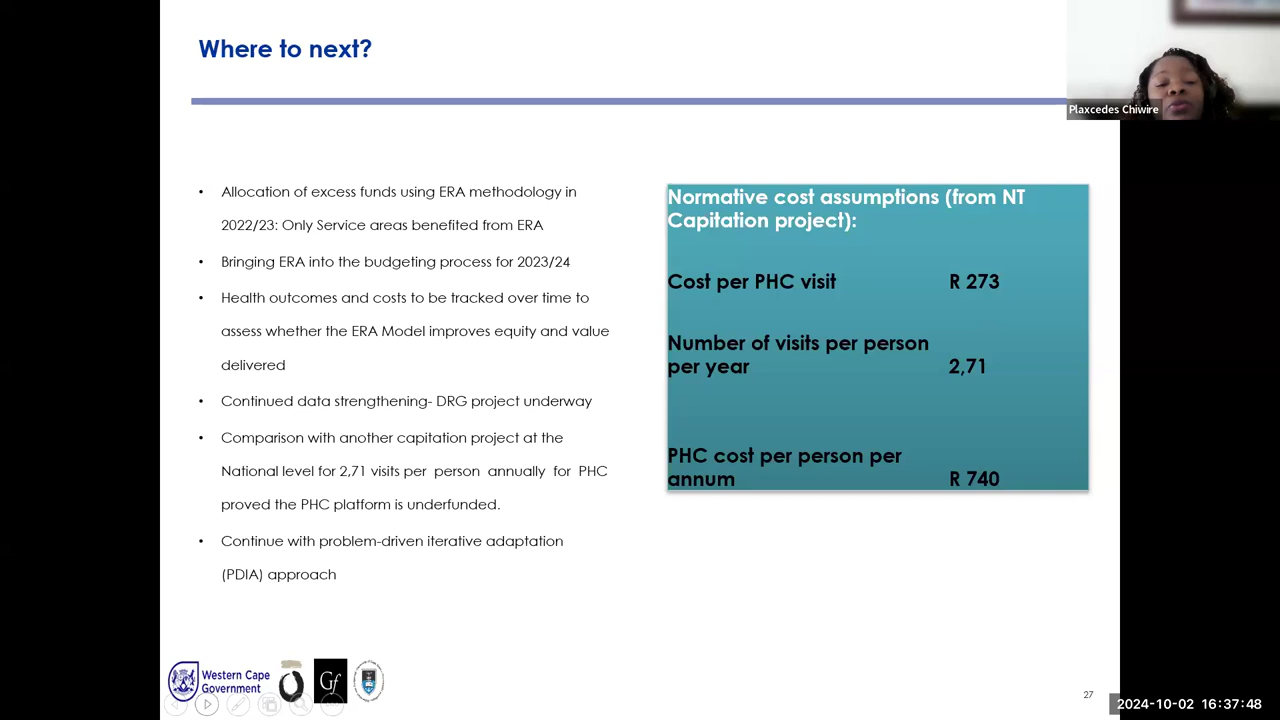 Where to next?
Plaxcedes Chiwire
• Allocation of excess funds using ERA methodology in
2022/23: Only Service areas benefited from ERA
• Bringing ERA into the budgeting process for 2023/24
• Health outcomes and costs to be tracked over time to
assess whether the ERA Model improves equity and value
delivered
• Continued data strengthening- DRG project underway
• Comparison with another capitation project at the
National level for 2,71 visits per person annually for PHC
proved the PHC platform is underfunded.
• Continue with problem-driven iterative adaptation
(PDIA) approach
Normative cost assumptions (from NT
Capitation project):
Cost per PHC visit R 273
Number of visits per person
per year 2,71
PHC cost per person per
annum R 740
Western Cape
Government
Gf
27
2024-10-02 16:37:48